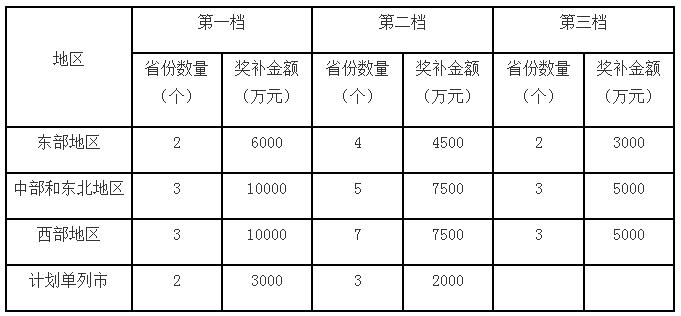 地区 第一档 第二档 第三档
省份数量（个） 奖补金额（万元） 省份数量（个） 奖补金额（万元） 省份数量（个） 奖补金额（万元）
东部地区 2 6000 4 4500 2 3000
中部和东北地区 3 10000 5 7500 3 5000
西部地区 3 10000 7 7500 3 5000
计划单列市 2 3000 3 2000